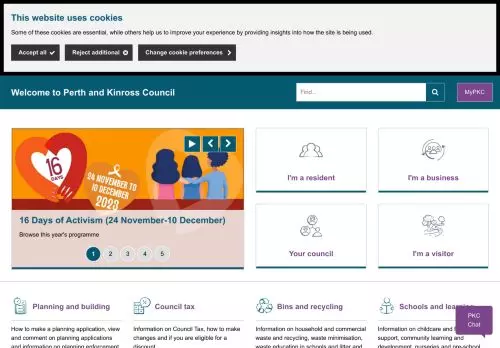 This website uses cookies
Some of these cookies are essential, while others help us to improve your experience by providing insights into how the site is being used.
Accept all
Reject additional
Change cookie preferences
Welcome to Perth and Kinross Council
Find...
MyPKC
16
DAYS
24 NOVEMBER TO
10 DECEMBER
2023
16 Days of Activism (24 November-10 December)
Browse this year's programme
1 2 3 4 5
I'm a resident
I'm a business
Your council
I'm a visitor
Planning and building
How to make a planning application, view
and comment on planning applications
and information on planning enforcement
Council tax
Information on Council Tax, how to make
changes and if you are eligible for a
discount
Bins and recycling
Information on household and commercial
waste and recycling, waste minimisation,
waste education in schools and litter and
Schools and learning
Information on childcare and f
support, community learning and
development, nurseries and pre-school
PKC
Chat